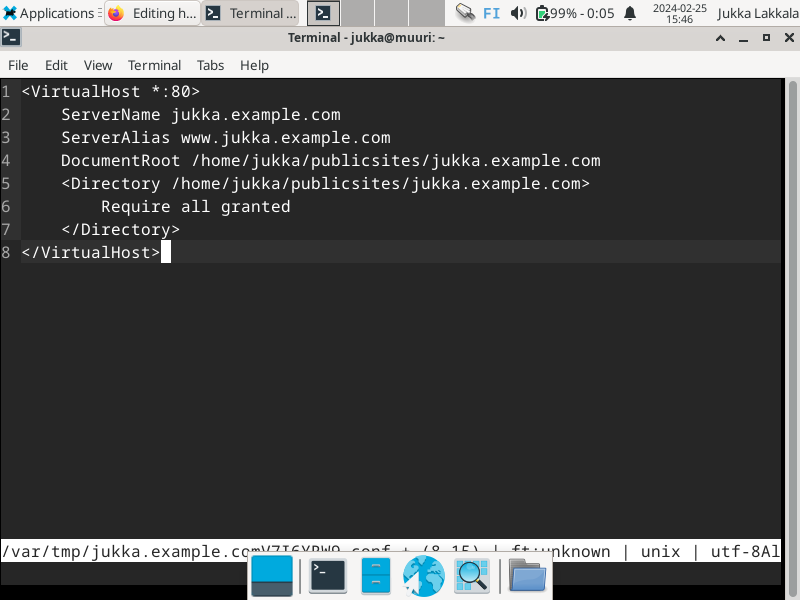 Applications
Editing h...
Terminal ...
FI
99% - 0:05
2024-02-25
15:46
Jukka Lakkala
Terminal - jukka@muuri: ~
File Edit View Terminal Tabs Help
1 <VirtualHost *:80>
2     ServerName jukka.example.com
3     ServerAlias www.jukka.example.com
4     DocumentRoot /home/jukka/publicsites/jukka.example.com
5     <Directory /home/jukka/publicsites/jukka.example.com>
6         Require all granted
7     </Directory>
8 </VirtualHost>
/var/tmp/jukka.example.com conf + (8,15) | ft:unknown | unix | utf-8Al